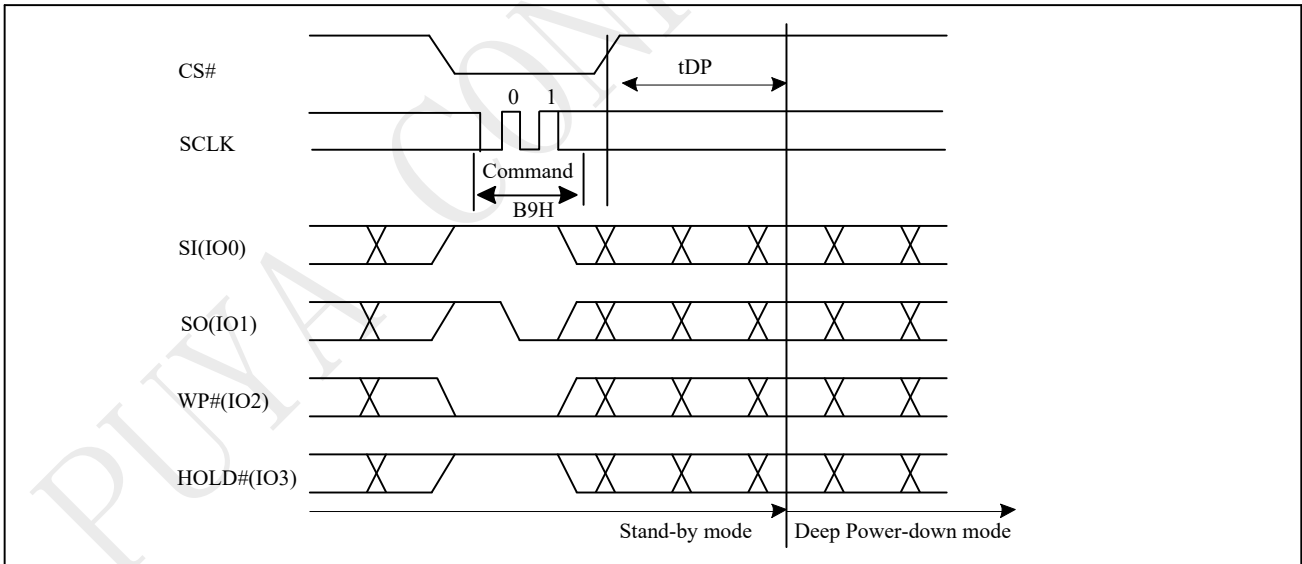 CS#
tDP
0 1
SCLK
Command
B9H
SI(IO0)
SO(IO1)
WP#(IO2)
HOLD#(IO3)
Stand-by mode
Deep Power-down mode
PUYA